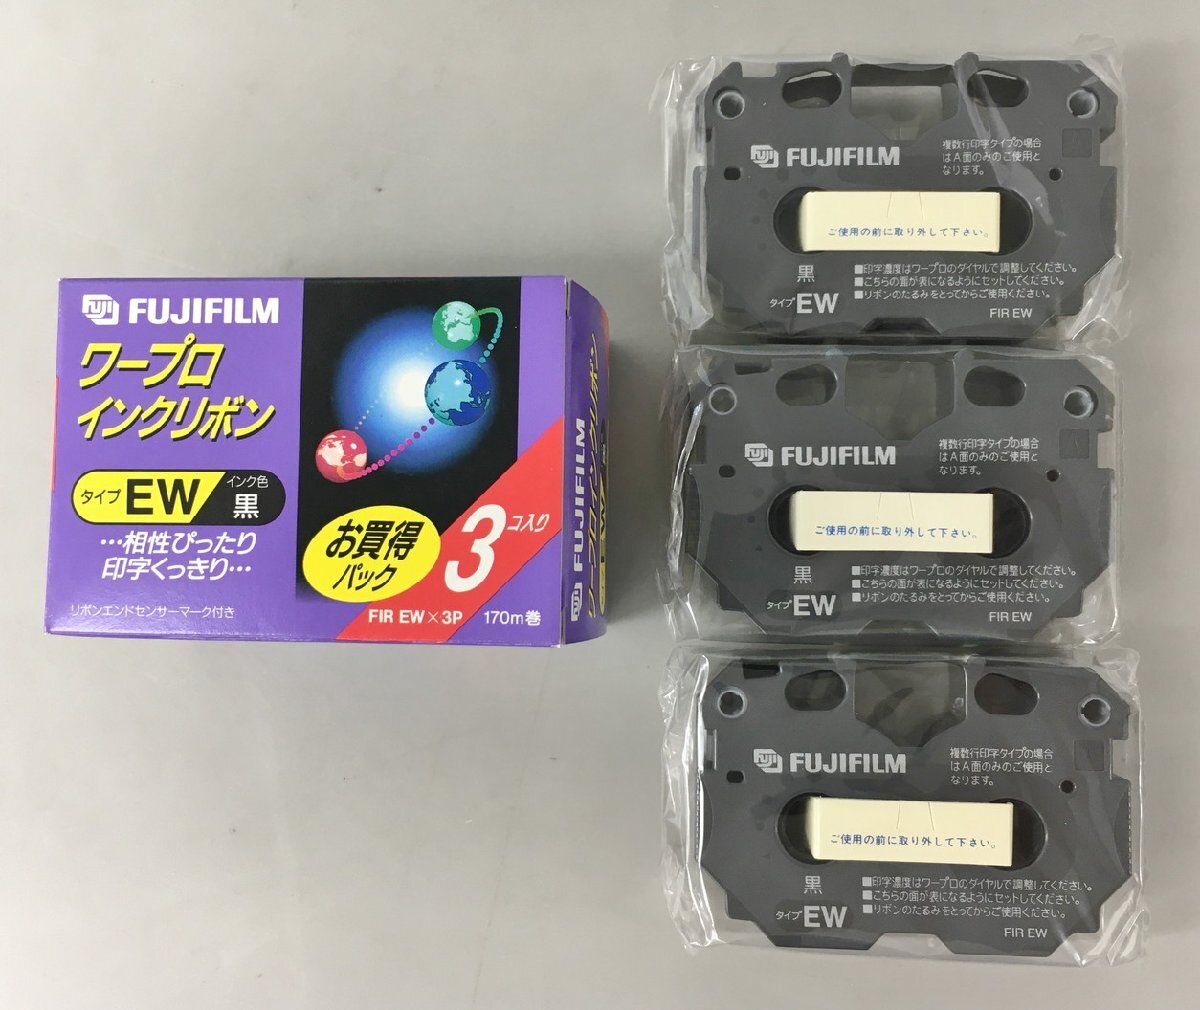 FUJI FUJIFILM
ワープロ
インクリボン
タイプ EW インク色 黒
…相性ぴったり
印字くっきり…
リボンエンドセンサーマーク付き
お買得
パック
3コ入り
FIR EW×3P 170m巻
FUJI FUJIFILM
ワープロインクリボン
FUJI FUJIFILM
複数行印字タイプの場合
はA面のみのご使用と
なります。
ご使用の前に取り外して下さい。
黒
タイプ EW
■印字濃度はワープロのダイヤルで調整してください。
■こちらの面が表になるようにセットしてください。
■リボンのたるみをとってからご使用ください。
FIR EW
FUJI FUJIFILM
複数行印字タイプの場合
はA面のみのご使用と
なります。
ご使用の前に取り外して下さい。
黒
タイプ EW
■印字濃度はワープロのダイヤルで調整してください。
■こちらの面が表になるようにセットしてください。
■リボンのたるみをとってからご使用ください。
FIR EW
FUJI FUJIFILM
複数行印字タイプの場合
はA面のみのご使用と
なります。
ご使用の前に取り外して下さい。
黒
タイプ EW
■印字濃度はワープロのダイヤルで調整してください。
■こちらの面が表になるようにセットしてください。
■リボンのたるみをとってからご使用ください。
FIR EW